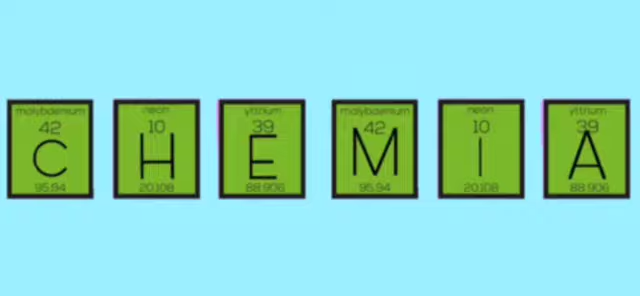 molybdenum neon yttrium molybdaenium neon yttrium
42 10 39 42 10 39
C H E M I A
95,94 20,108 88,906 95,94 20,108 88,906